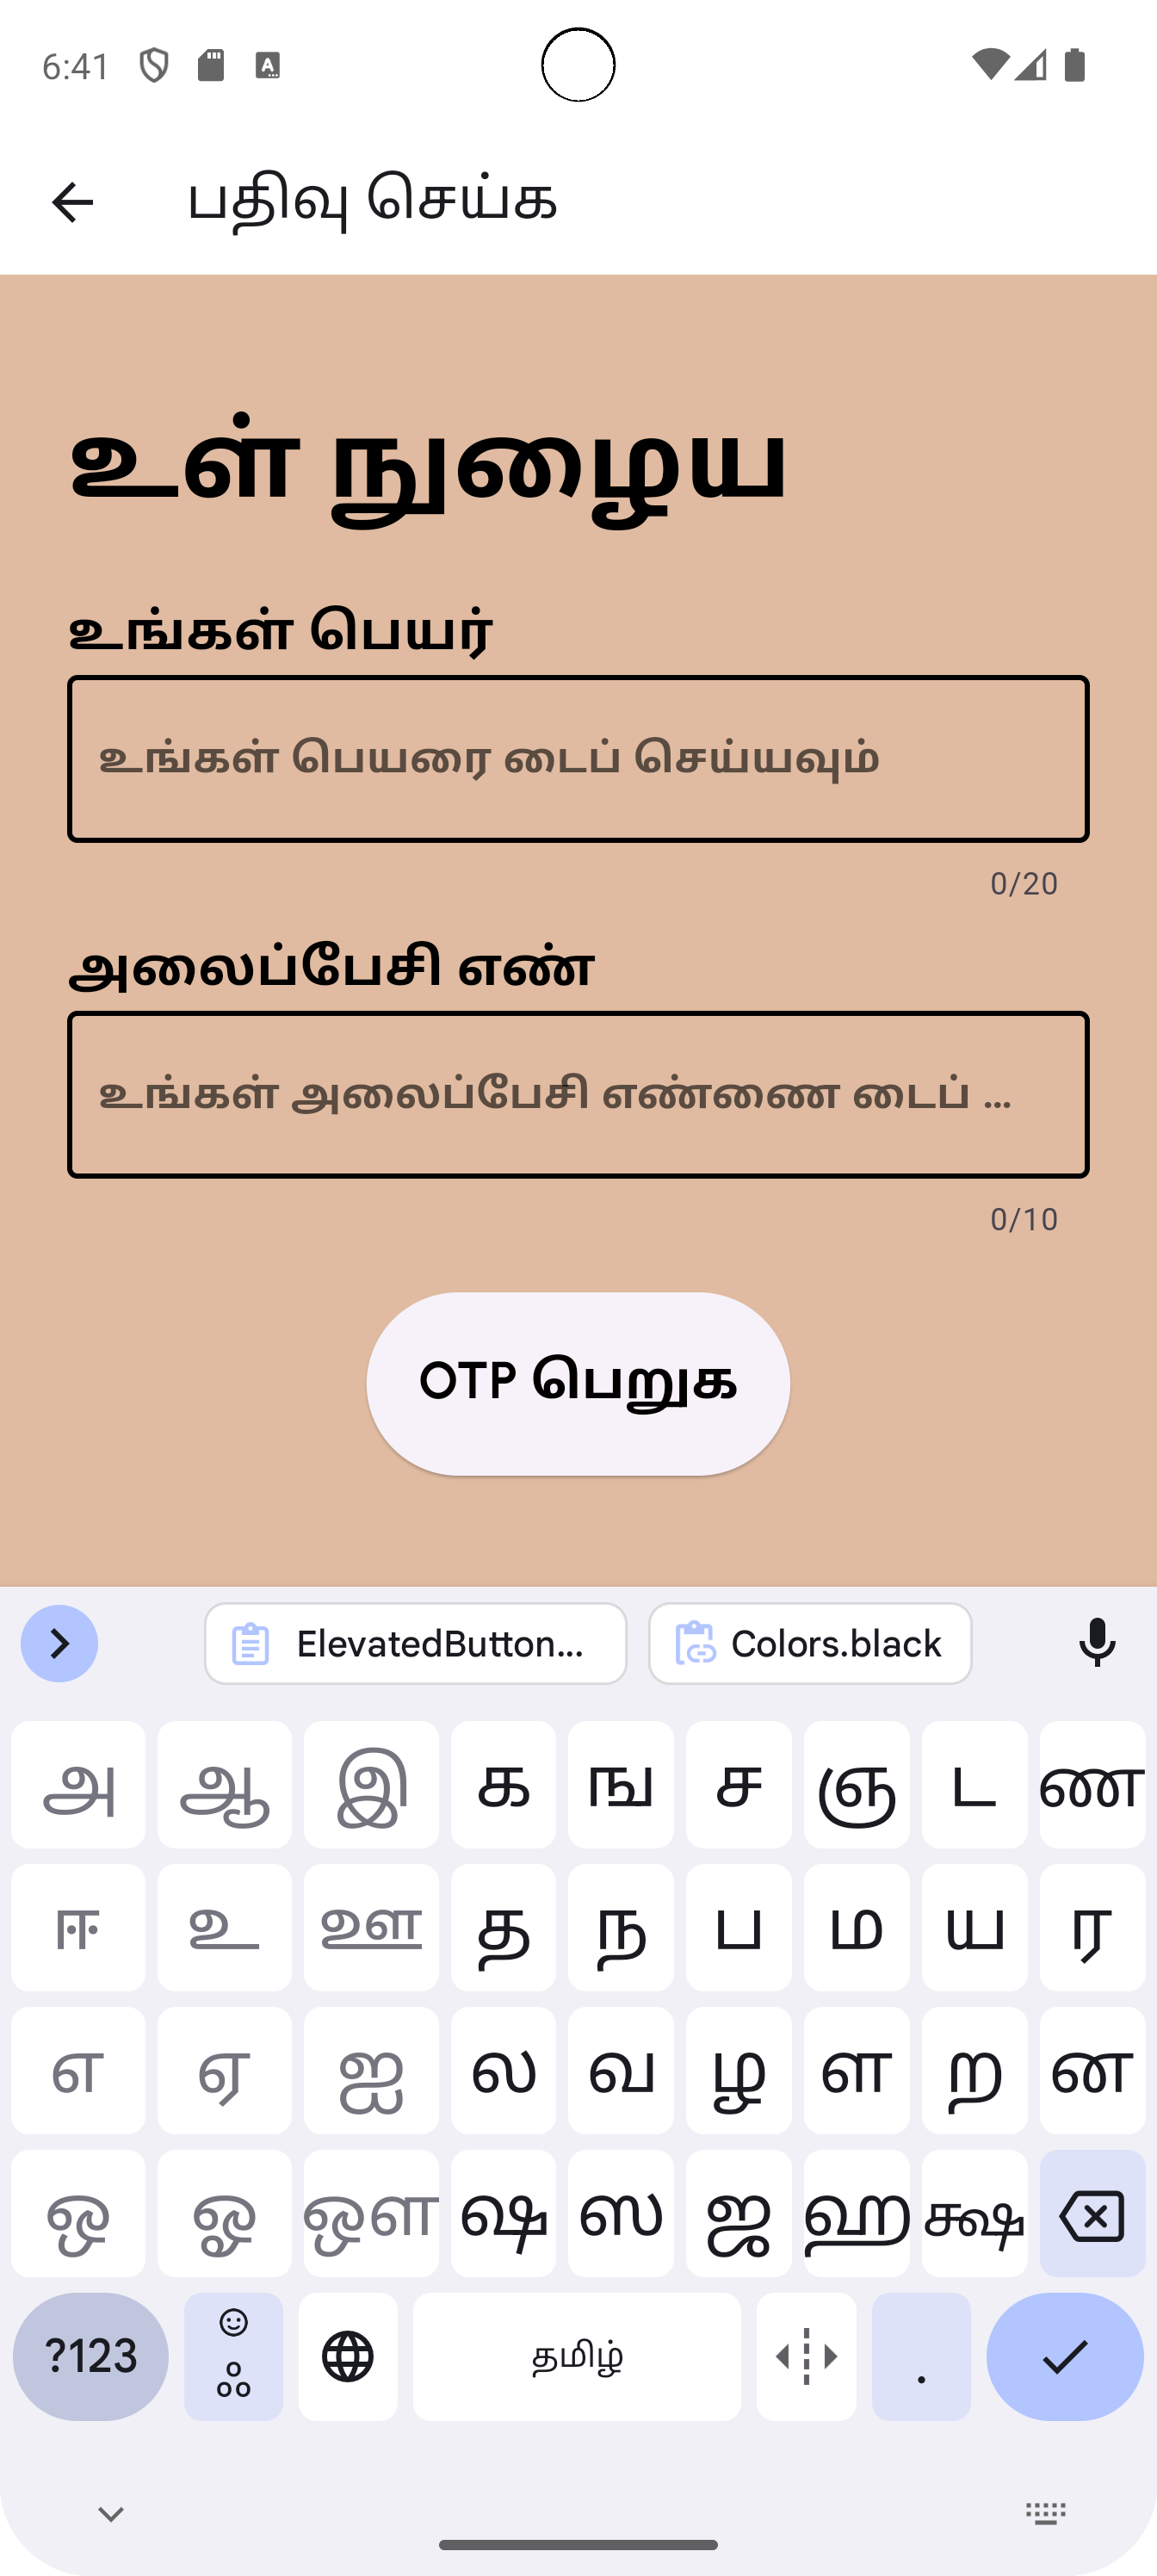 6:41
பதிவு செய்க
உள் நுழைய
உங்கள் பெயர்
உங்கள் பெயரை டைப் செய்யவும்
0/20
அலைப்பேசி எண்
உங்கள் அலைப்பேசி எண்ணை டைப் ...
0/10
OTP பெறுக
ElevatedButton... Colors.black
அ ஆ இ க ங ச ஞ ட ண
ஈ உ ஊ த ந ப ம ய ர
எ ஏ ஐ ல வ ழ ள ற ன
ஒ ஓ ஔ ஷ ஸ ஜ ஹ க்ஷ
?123 தமிழ் .